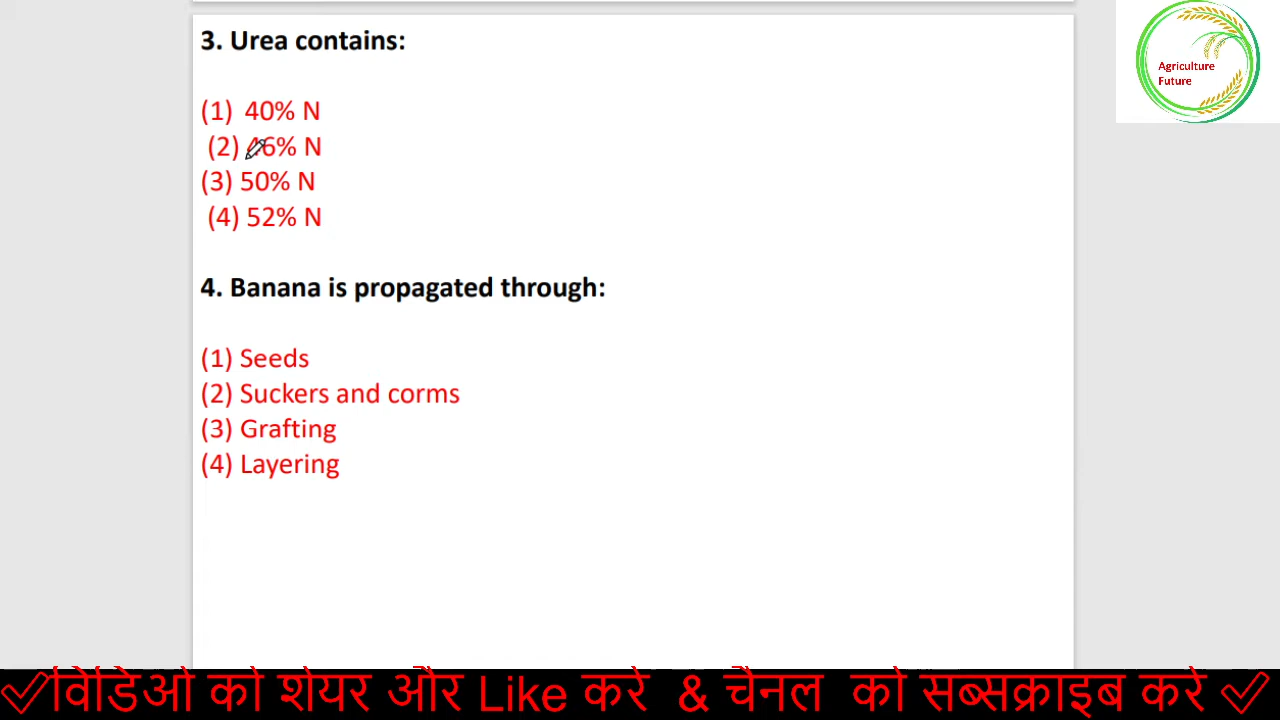 3. Urea contains:
Agriculture
Future
(1) 40% N
(2) 46% N
(3) 50% N
(4) 52% N
4. Banana is propagated through:
(1) Seeds
(2) Suckers and corms
(3) Grafting
(4) Layering
विडिओ को शेयर और Like करे & चैनल को सब्सक्राइब करे